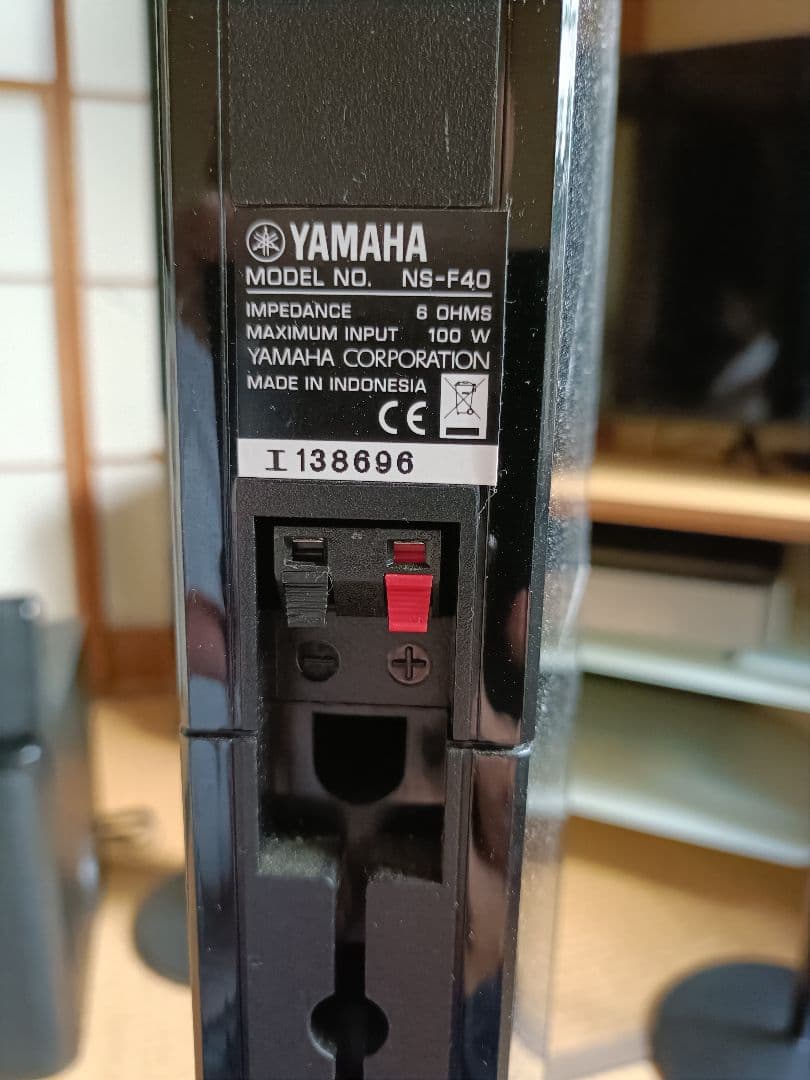 YAMAHA
MODEL NO. NS-F40
IMPEDANCE 6 OHMS
MAXIMUM INPUT 100 W
YAMAHA CORPORATION
MADE IN INDONESIA
CE
I138696
− +